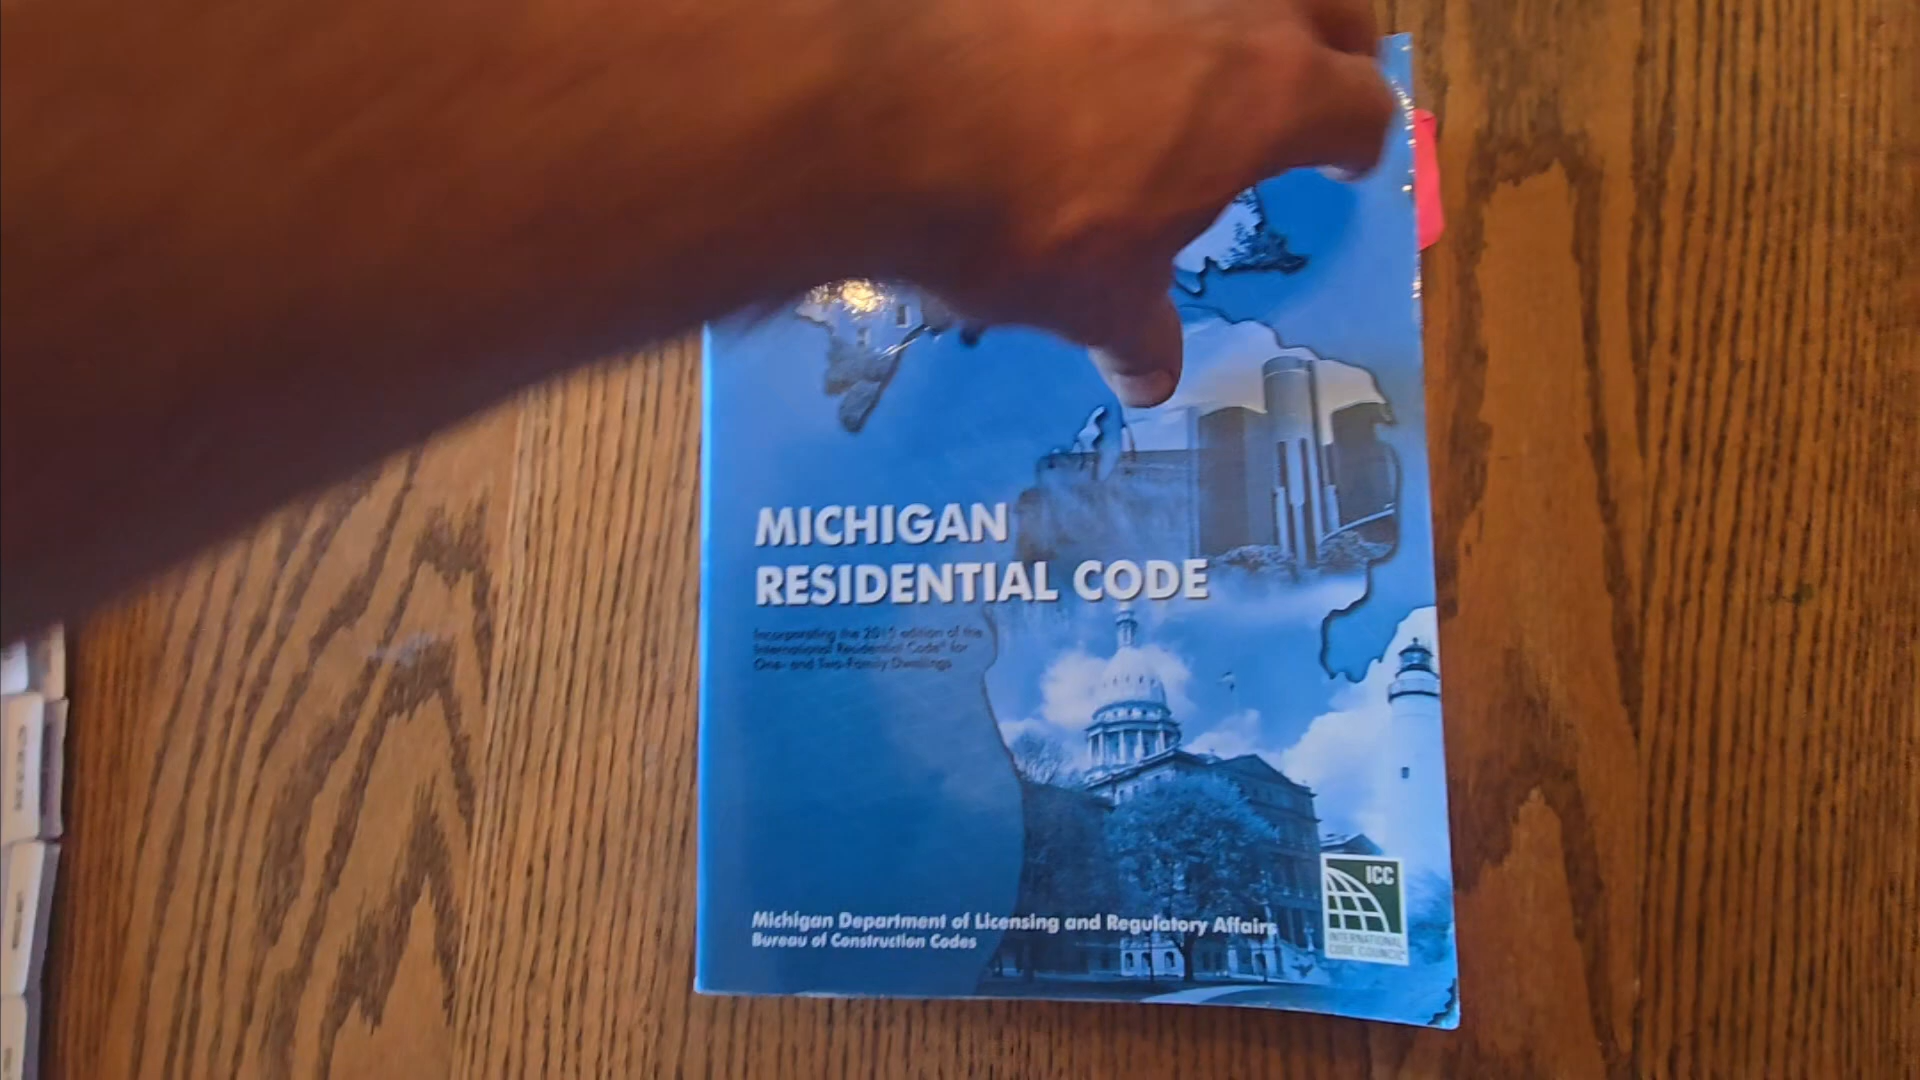 MICHIGAN
RESIDENTIAL CODE
Incorporating the 2015 edition of the
International Residential Code® for
One- and Two-Family Dwellings
Michigan Department of Licensing and Regulatory Affairs
Bureau of Construction Codes
ICC
INTERNATIONAL
CODE COUNCIL